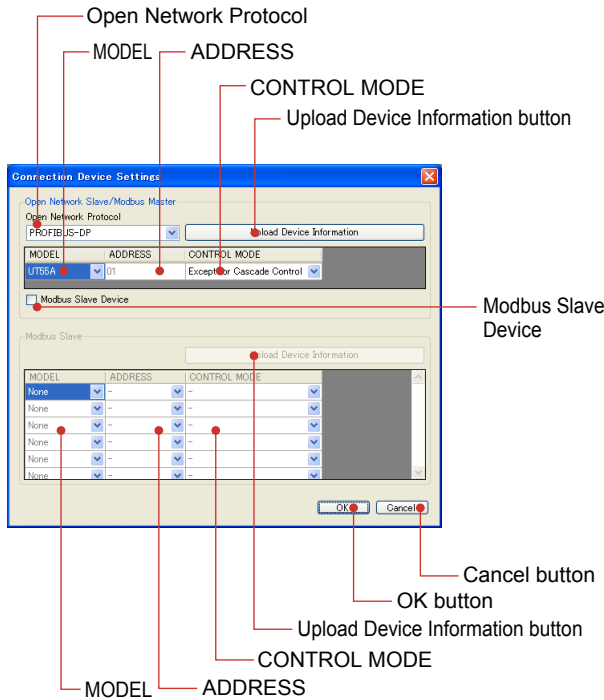 Open Network Protocol
MODEL ADDRESS
CONTROL MODE
Upload Device Information button
Connection Device Settings
Open Network Slave/Modbus Master
Open Network Protocol
PROFIBUS-DP Upload Device Information
MODEL ADDRESS CONTROL MODE
UT55A 01 Except for Cascade Control
Modbus Slave Device
Modbus Slave
Device
Modbus Slave
Upload Device Information
MODEL ADDRESS CONTROL MODE
None - -
None - -
None - -
None - -
None - -
None - -
OK Cancel
Cancel button
OK button
Upload Device Information button
CONTROL MODE
MODEL ADDRESS